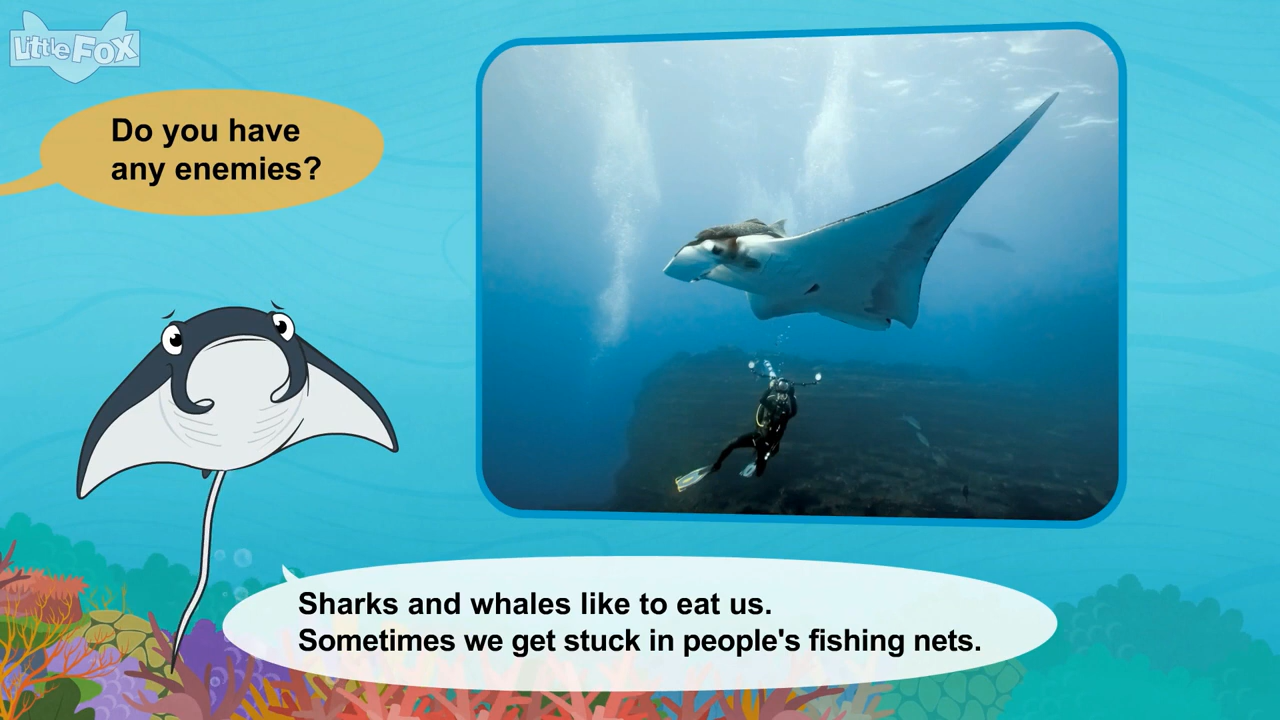 Little Fox
Do you have
any enemies?
Sharks and whales like to eat us.
Sometimes we get stuck in people's fishing nets.